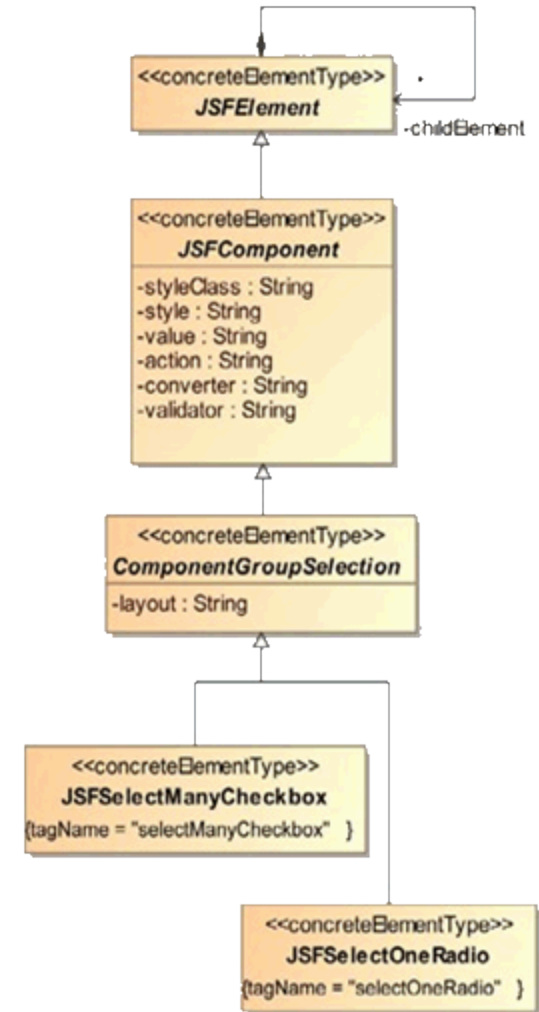 <<concreteElementType>>
JSFElement
-childElement
<<concreteElementType>>
JSFComponent
-styleClass : String
-style : String
-value : String
-action : String
-converter : String
-validator : String
<<concreteElementType>>
ComponentGroupSelection
-layout : String
<<concreteElementType>>
JSFSelectManyCheckbox
{tagName = "selectManyCheckbox" }
<<concreteElementType>>
JSFSelectOneRadio
{tagName = "selectOneRadio" }